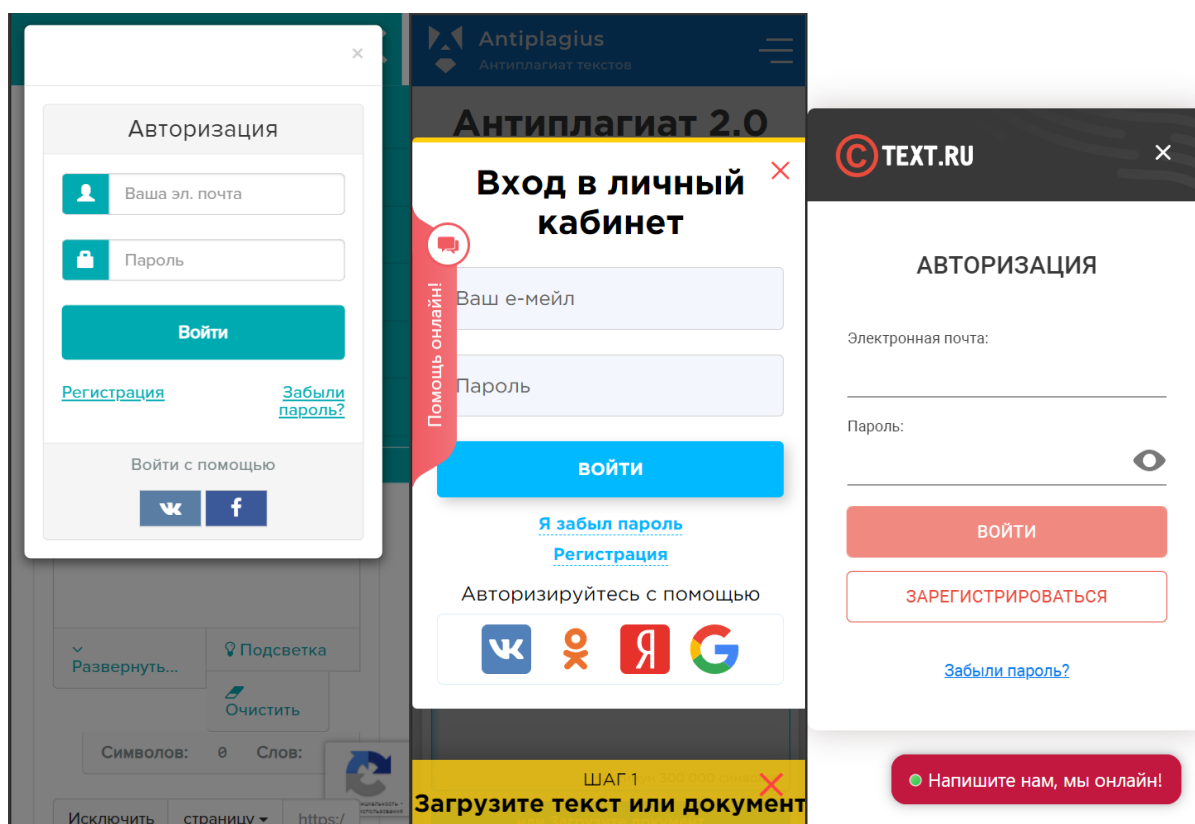 Авторизация
Ваша эл. почта
Пароль
Войти
Регистрация
Забыли
пароль?
Войти с помощью
Развернуть...
Подсветка
Очистить
Символов: 0 Слов:
Исключить страницу https:/
Antiplagius
Антиплагиат текстов
Антиплагиат 2.0
Вход в личный
кабинет
Помощь онлайн!
Ваш е-мейл
Пароль
ВОЙТИ
Я забыл пароль
Регистрация
Авторизируйтесь с помощью
ШАГ 1
Загрузите текст или документ
TEXT.RU
АВТОРИЗАЦИЯ
Электронная почта:
Пароль:
ВОЙТИ
ЗАРЕГИСТРИРОВАТЬСЯ
Забыли пароль?
Напишите нам, мы онлайн!